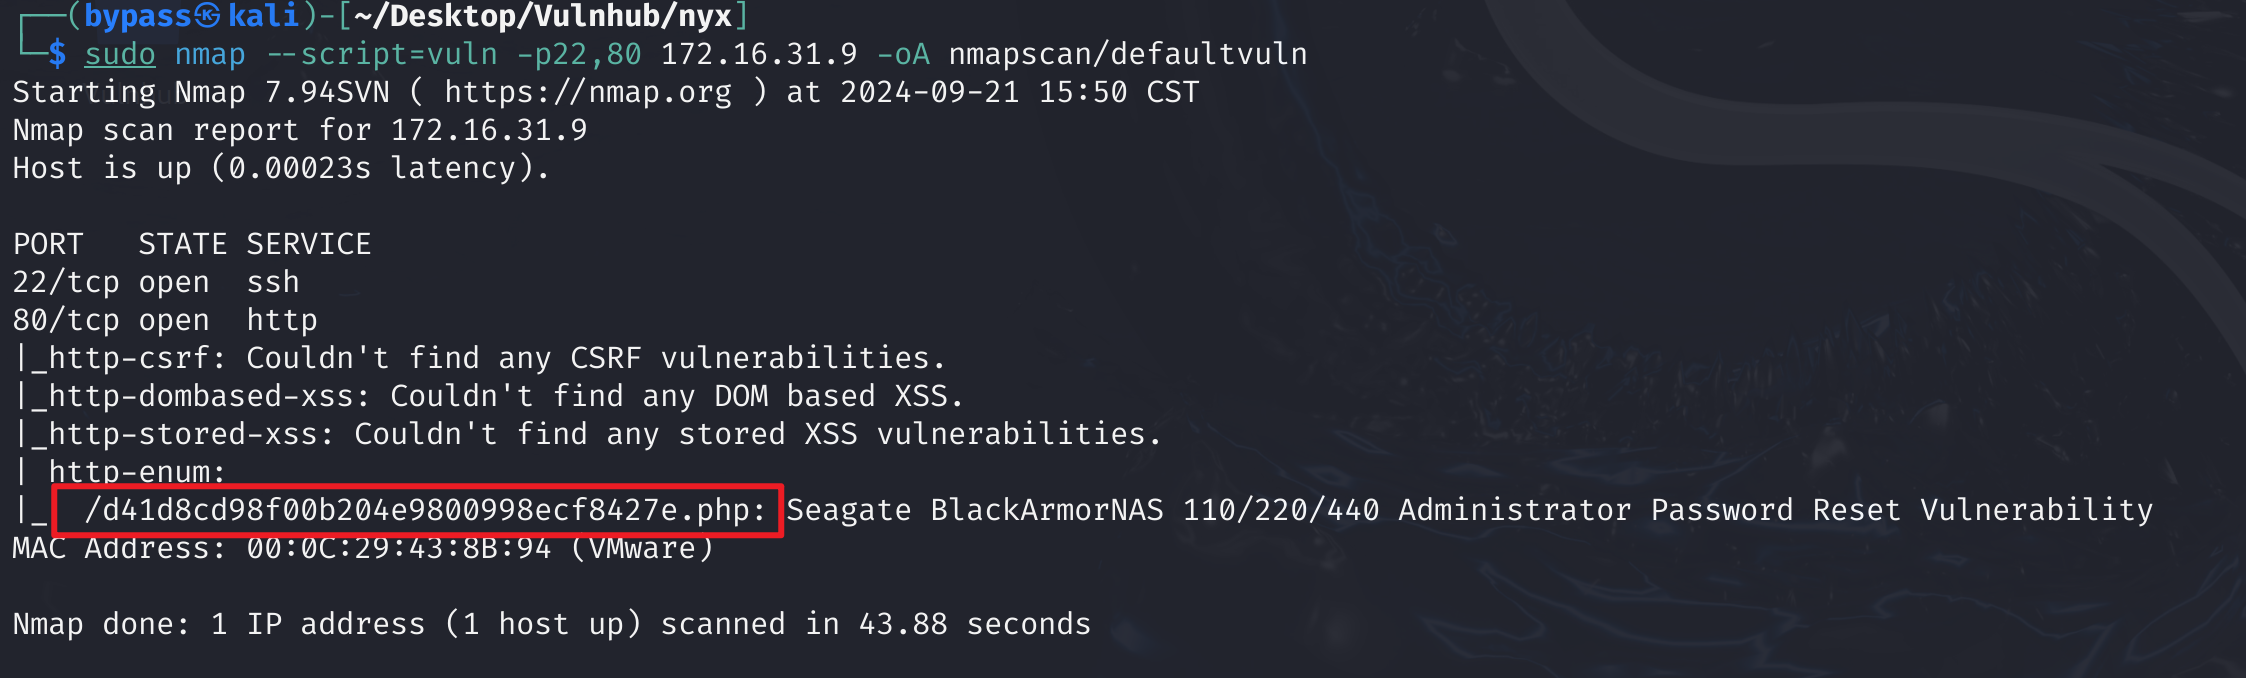 ┌──(bypass㉿kali)-[~/Desktop/Vulnhub/nyx]
└─$ sudo nmap --script=vuln -p22,80 172.16.31.9 -oA nmapscan/defaultvuln
Starting Nmap 7.94SVN ( https://nmap.org ) at 2024-09-21 15:50 CST
Nmap scan report for 172.16.31.9
Host is up (0.00023s latency).
PORT   STATE SERVICE
22/tcp open  ssh
80/tcp open  http
|_http-csrf: Couldn't find any CSRF vulnerabilities.
|_http-dombased-xss: Couldn't find any DOM based XSS.
|_http-stored-xss: Couldn't find any stored XSS vulnerabilities.
| http-enum:
|_  /d41d8cd98f00b204e9800998ecf8427e.php: Seagate BlackArmorNAS 110/220/440 Administrator Password Reset Vulnerability
MAC Address: 00:0C:29:43:8B:94 (VMware)
Nmap done: 1 IP address (1 host up) scanned in 43.88 seconds